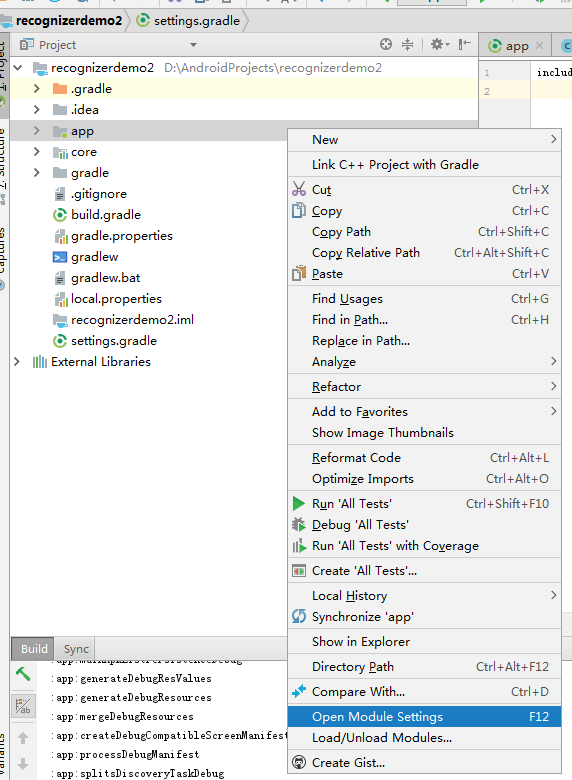 recognizerdemo2
settings.gradle
Project
app
1: Project
recognizerdemo2 D:\AndroidProjects\recognizerdemo2
.gradle
.idea
app
core
gradle
.gitignore
build.gradle
gradle.properties
gradlew
gradlew.bat
local.properties
recognizerdemo2.iml
settings.gradle
External Libraries
1
2
includ
New
Link C++ Project with Gradle
Cut Ctrl+X
Copy Ctrl+C
Copy Path Ctrl+Shift+C
Copy Relative Path Ctrl+Alt+Shift+C
Paste Ctrl+V
Find Usages Ctrl+G
Find in Path... Ctrl+H
Replace in Path...
Analyze
Refactor
Add to Favorites
Show Image Thumbnails
Reformat Code Ctrl+Alt+L
Optimize Imports Ctrl+Alt+O
Run 'All Tests' Ctrl+Shift+F10
Debug 'All Tests'
Run 'All Tests' with Coverage
Create 'All Tests'...
Local History
Synchronize 'app'
Show in Explorer
Directory Path Ctrl+Alt+F12
Compare With... Ctrl+D
Open Module Settings F12
Load/Unload Modules...
Create Gist...
Structure
Captures
Build
Sync
:app:generateDebugResValues
:app:generateDebugResources
:app:mergeDebugResources
:app:createDebugCompatibleScreenManifest
:app:processDebugManifest
:app:splitsDiscoveryTaskDebug